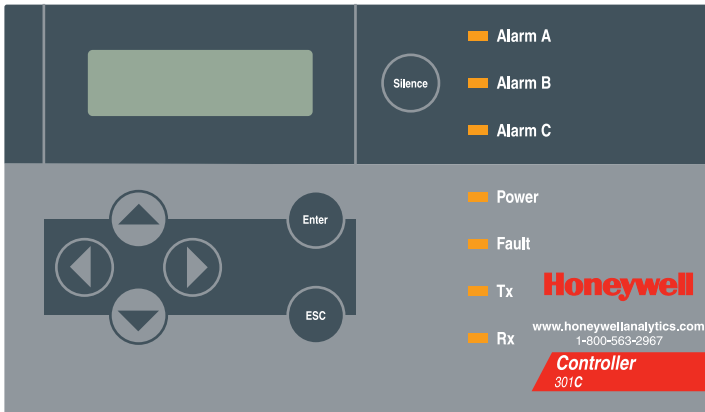 Alarm A
Silence
Alarm B
Alarm C
Power
Enter
Fault
Tx
Honeywell
ESC
www.honeywellanalytics.com
Rx
1-800-563-2967
Controller
301C